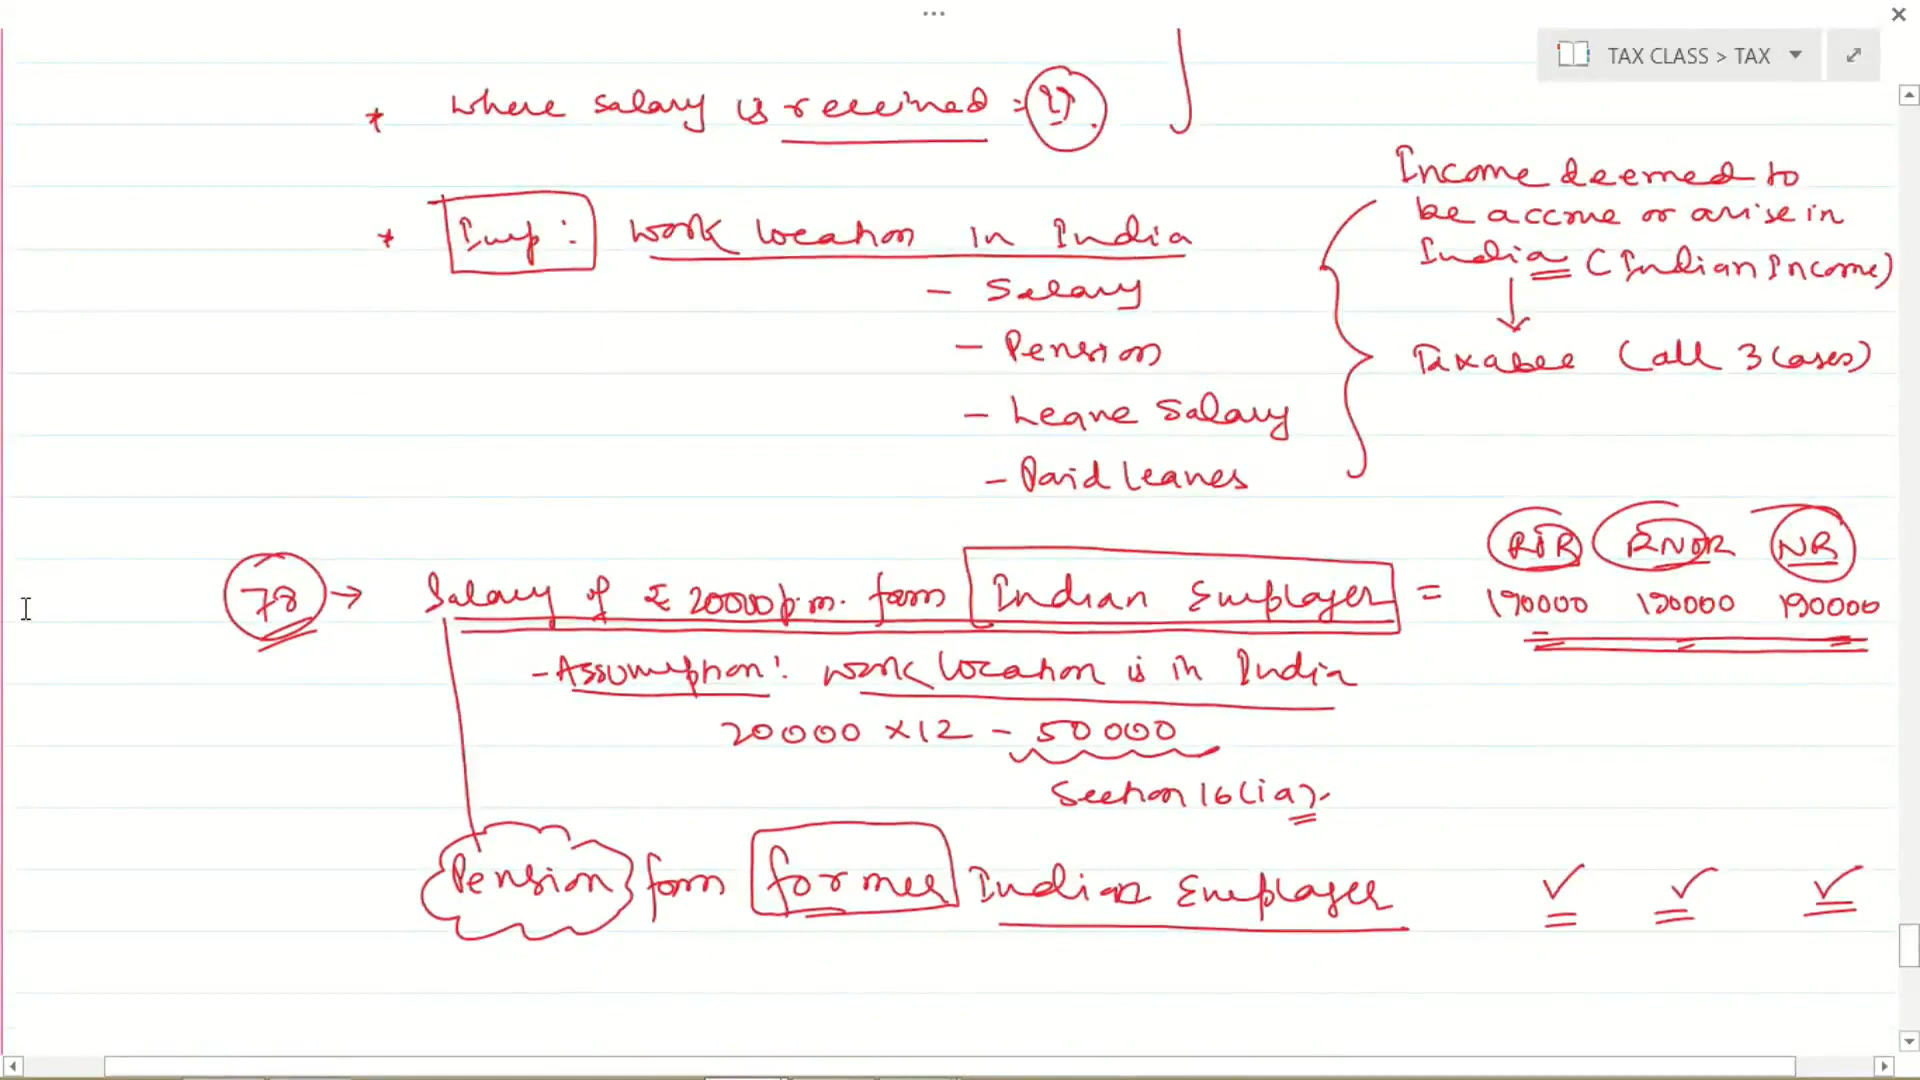 TAX CLASS > TAX
* where salary is received =
* Imp: work location in India
- Salary
- Pension
- Leave Salary
- Paid leaves
Income deemed to
be accrue or arise in
India (Indian Income)
Taxable (all 3 cases)
78 → Salary of ₹ 20000 p.m. from Indian Employer =
ROR RNOR NR
190000 190000 190000
- Assumption: work location is in India
20000 × 12 - 50000
Section 16(ia).
Pension from former Indian Employer ✓ ✓ ✓